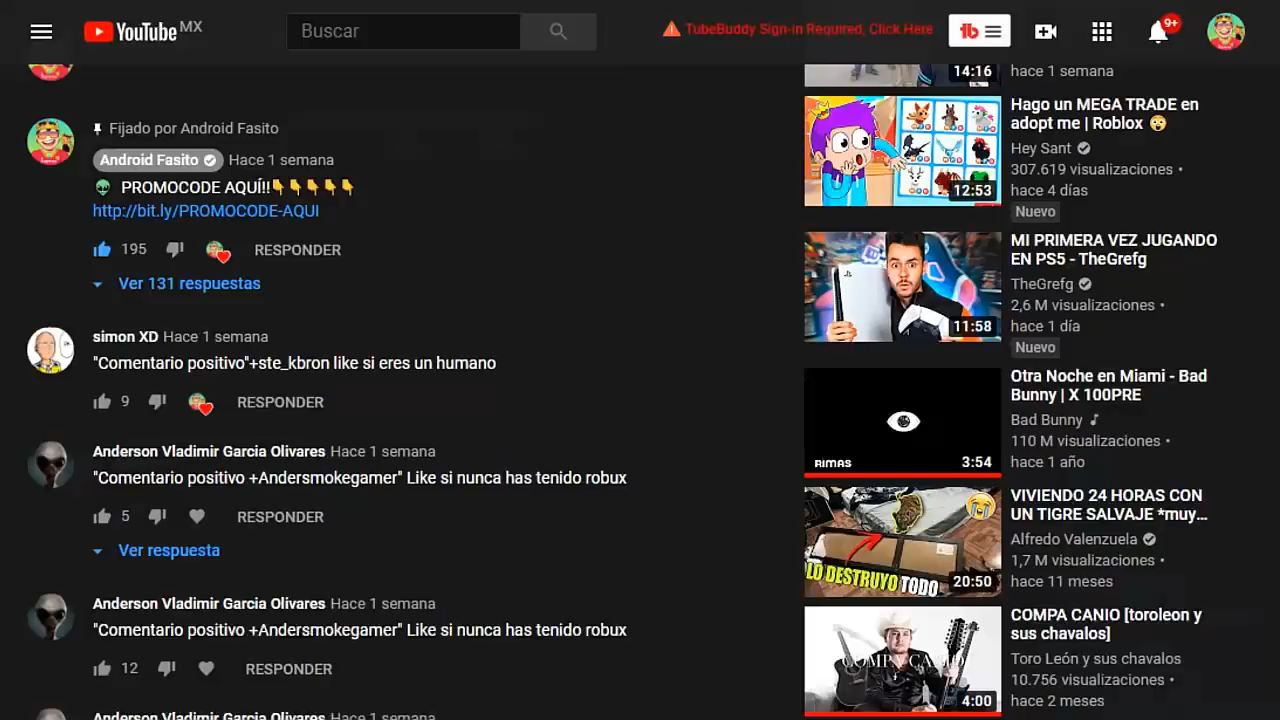 YouTube MX
Buscar
TubeBuddy Sign-in Required, Click Here
tb
9+
Fijado por Android Fasito
Android Fasito
Hace 1 semana
PROMOCODE AQUÍ!!👇👇👇👇👇
http://bit.ly/PROMOCODE-AQUI
195
RESPONDER
Ver 131 respuestas
simon XD Hace 1 semana
"Comentario positivo"+ste_kbron like si eres un humano
9
RESPONDER
Anderson Vladimir Garcia Olivares Hace 1 semana
"Comentario positivo +Andersmokegamer" Like si nunca has tenido robux
5
RESPONDER
Ver respuesta
Anderson Vladimir Garcia Olivares Hace 1 semana
"Comentario positivo +Andersmokegamer" Like si nunca has tenido robux
12
RESPONDER
Anderson Vladimir Garcia Olivares Hace 1 semana
14:16
hace 1 semana
12:53
Hago un MEGA TRADE en
adopt me | Roblox 😲
Hey Sant
307.619 visualizaciones •
hace 4 días
Nuevo
11:58
MI PRIMERA VEZ JUGANDO
EN PS5 - TheGrefg
TheGrefg
2,6 M visualizaciones •
hace 1 día
Nuevo
RIMAS
3:54
Otra Noche en Miami - Bad
Bunny | X 100PRE
Bad Bunny
110 M visualizaciones •
hace 1 año
LO DESTRUYO TODO
20:50
VIVIENDO 24 HORAS CON
UN TIGRE SALVAJE *muy...
Alfredo Valenzuela
1,7 M visualizaciones •
hace 11 meses
COMPA CANIO
4:00
COMPA CANIO [toroleon y
sus chavalos]
Toro León y sus chavalos
10.756 visualizaciones •
hace 2 meses